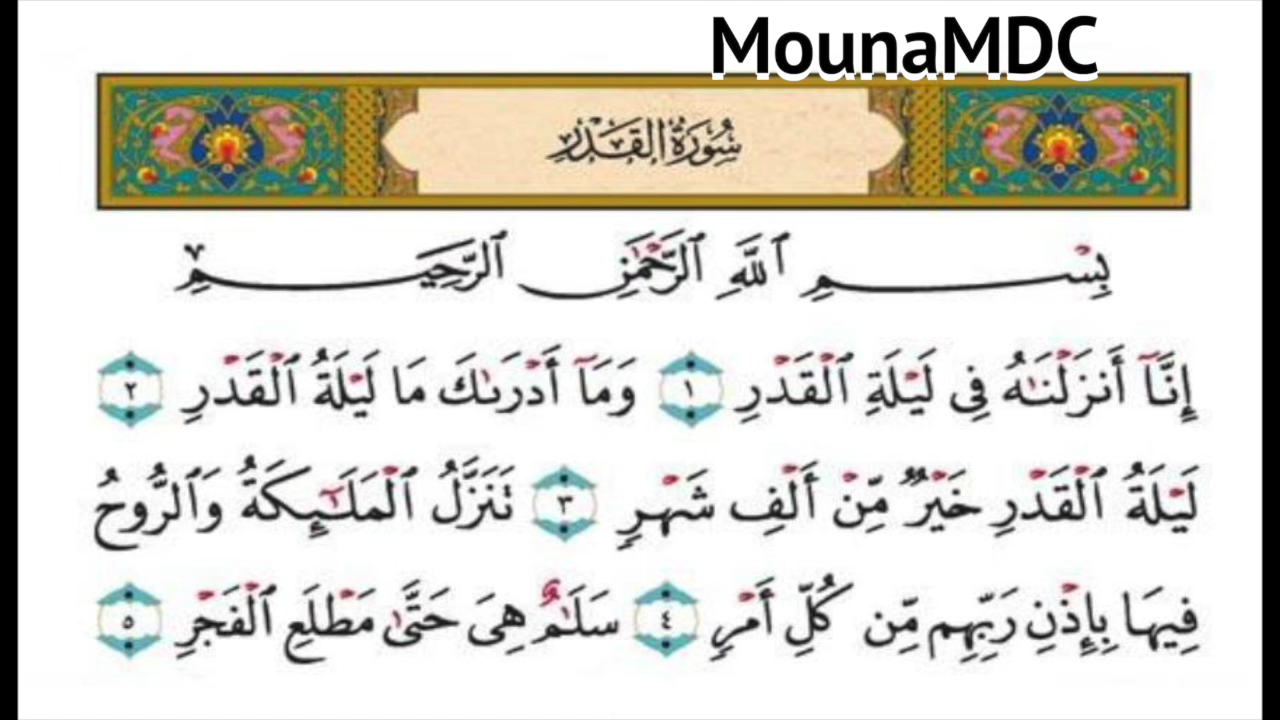 MounaMDC
سُورَةُ القَدْرِ
بِسْمِ ٱللَّهِ ٱلرَّحْمَٰنِ ٱلرَّحِيمِ
إِنَّآ أَنزَلْنَٰهُ فِى لَيْلَةِ ٱلْقَدْرِ ١ وَمَآ أَدْرَىٰكَ مَا لَيْلَةُ ٱلْقَدْرِ ٢
لَيْلَةُ ٱلْقَدْرِ خَيْرٌ مِّنْ أَلْفِ شَهْرٍ ٣ تَنَزَّلُ ٱلْمَلَٰٓئِكَةُ وَٱلرُّوحُ
فِيهَا بِإِذْنِ رَبِّهِم مِّن كُلِّ أَمْرٍ ٤ سَلَٰمٌ هِىَ حَتَّىٰ مَطْلَعِ ٱلْفَجْرِ ٥